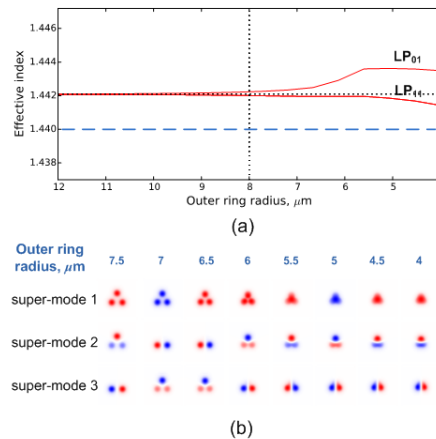 (a)
1.446
1.444
1.442
1.440
1.438
Effective index
LP01
LP11
12 11 10 9 8 7 6 5
Outer ring radius, μm
(a)
Outer ring radius, μm
7.5 7 6.5 6 5.5 5 4.5 4
super-mode 1
super-mode 2
super-mode 3
(b)